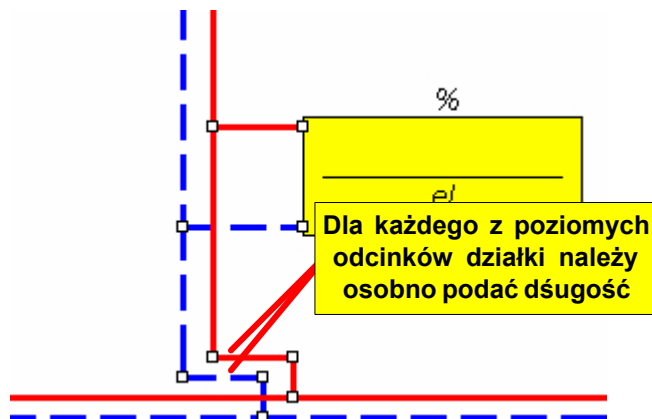 %
el
Dla każdego z poziomych
odcinków działki należy
osobno podać dśugość